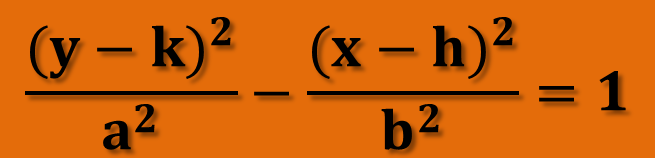 (y − k)² / a² − (x − h)² / b² = 1